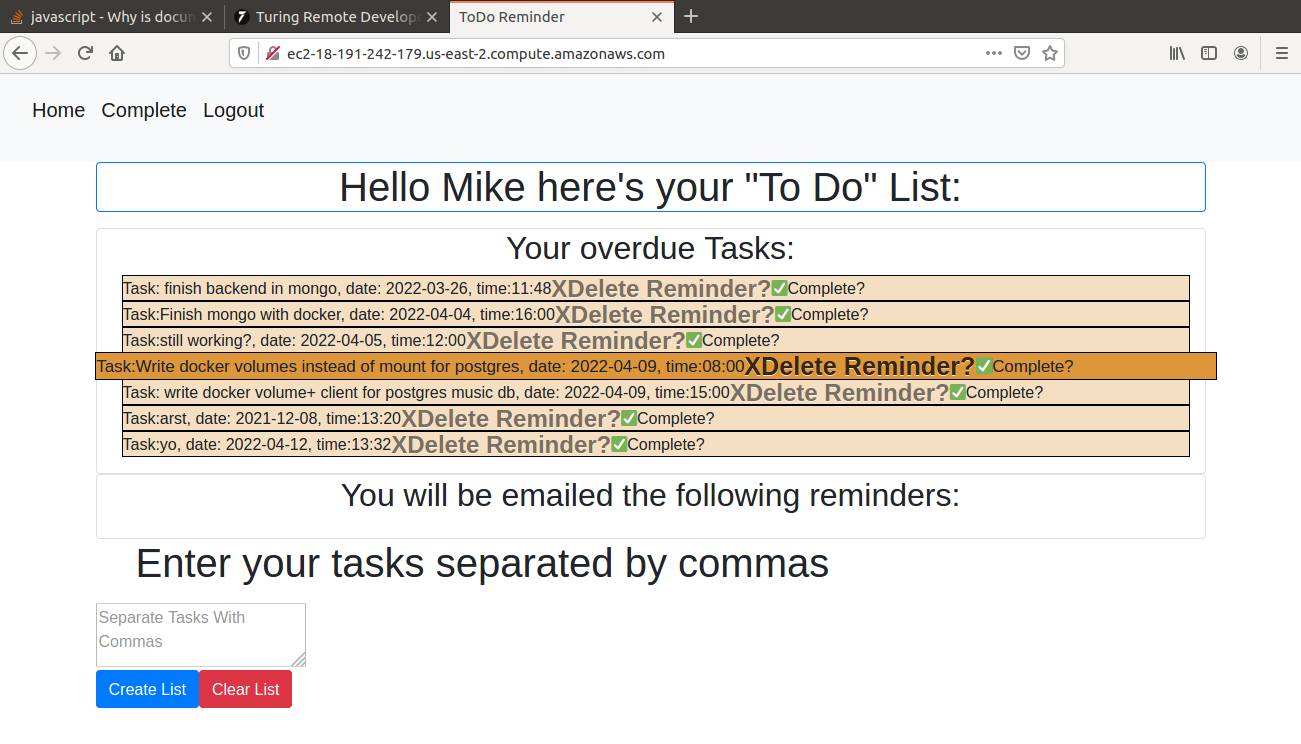 javascript - Why is docun
Turing Remote Develope
ToDo Reminder
ec2-18-191-242-179.us-east-2.compute.amazonaws.com
Home Complete Logout
Hello Mike here's your "To Do" List:
Your overdue Tasks:
Task: finish backend in mongo, date: 2022-03-26, time:11:48XDelete Reminder?✅Complete?
Task:Finish mongo with docker, date: 2022-04-04, time:16:00XDelete Reminder?✅Complete?
Task:still working?, date: 2022-04-05, time:12:00XDelete Reminder?✅Complete?
Task:Write docker volumes instead of mount for postgres, date: 2022-04-09, time:08:00XDelete Reminder?✅Complete?
Task: write docker volume+ client for postgres music db, date: 2022-04-09, time:15:00XDelete Reminder?✅Complete?
Task:arst, date: 2021-12-08, time:13:20XDelete Reminder?✅Complete?
Task:yo, date: 2022-04-12, time:13:32XDelete Reminder?✅Complete?
You will be emailed the following reminders:
Enter your tasks separated by commas
Separate Tasks With
Commas
Create List Clear List